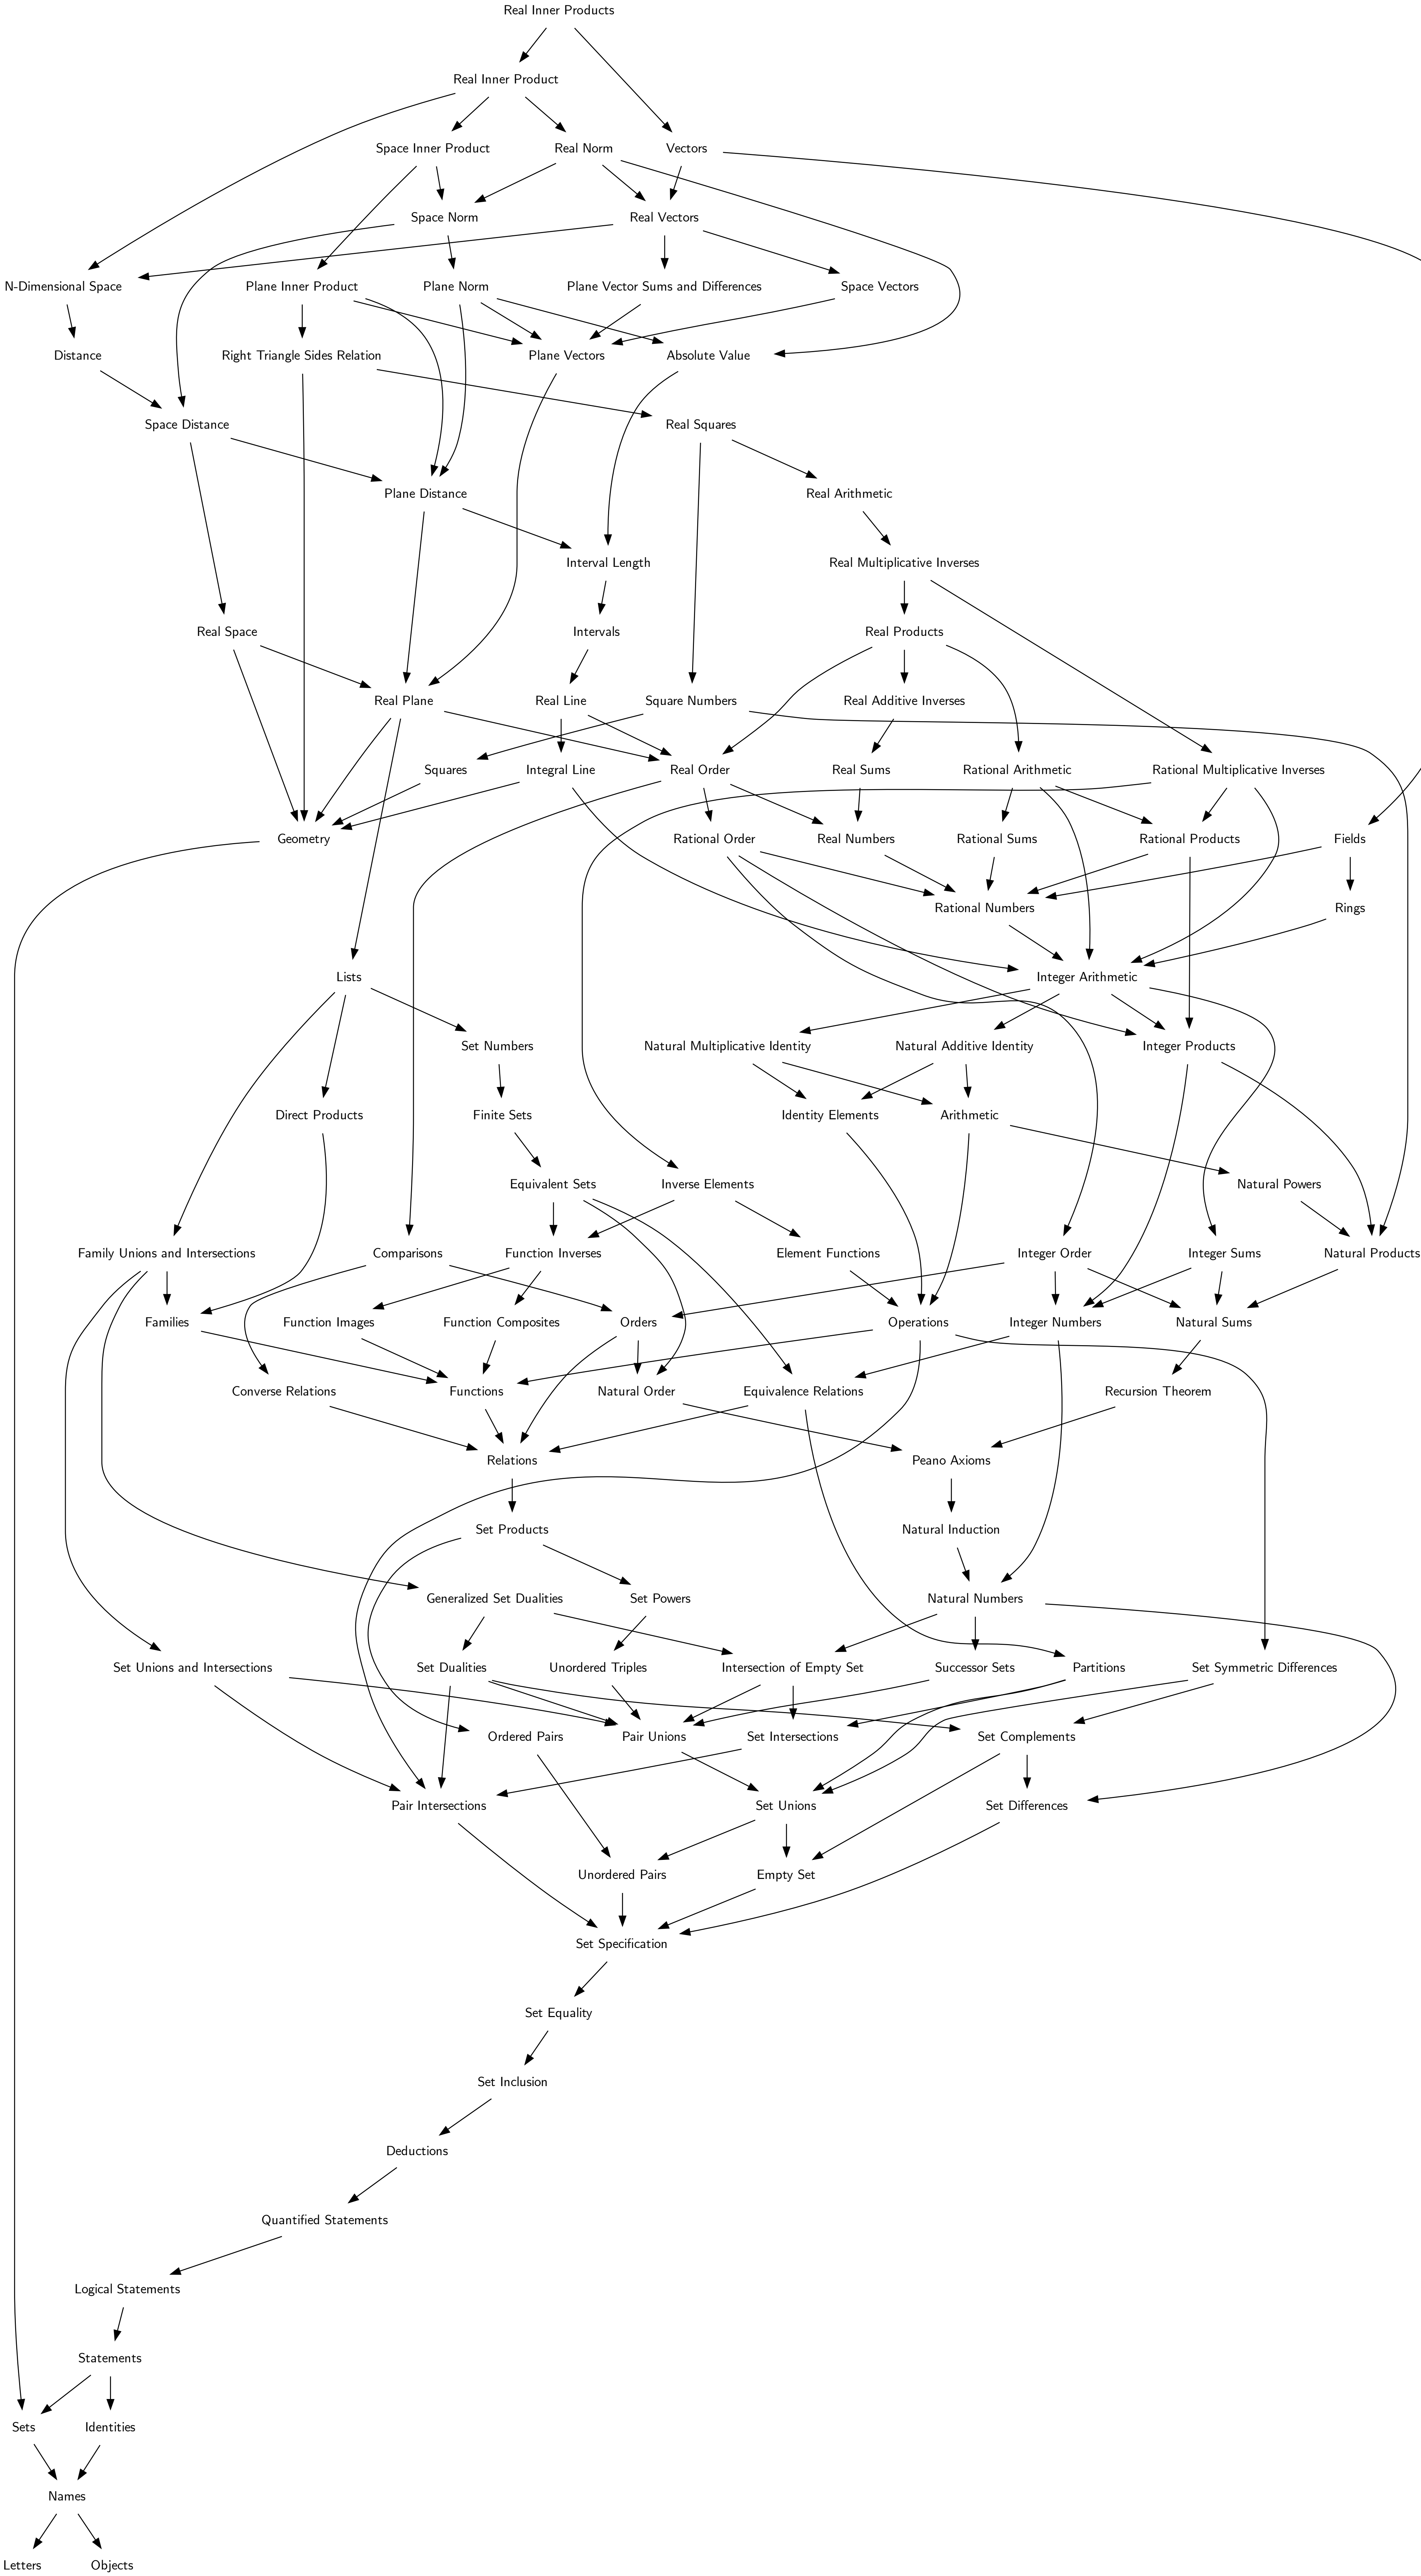 Real Inner Products
Real Inner Product
Space Inner Product
Real Norm
Vectors
Space Norm
Real Vectors
N-Dimensional Space
Plane Inner Product
Plane Norm
Plane Vector Sums and Differences
Space Vectors
Distance
Right Triangle Sides Relation
Plane Vectors
Absolute Value
Space Distance
Real Squares
Plane Distance
Real Arithmetic
Interval Length
Real Multiplicative Inverses
Real Space
Intervals
Real Products
Real Plane
Real Line
Square Numbers
Real Additive Inverses
Squares
Integral Line
Real Order
Real Sums
Rational Arithmetic
Rational Multiplicative Inverses
Geometry
Rational Order
Real Numbers
Rational Sums
Rational Products
Fields
Rational Numbers
Rings
Lists
Integer Arithmetic
Set Numbers
Natural Multiplicative Identity
Natural Additive Identity
Integer Products
Direct Products
Finite Sets
Identity Elements
Arithmetic
Equivalent Sets
Inverse Elements
Natural Powers
Family Unions and Intersections
Comparisons
Function Inverses
Element Functions
Integer Order
Integer Sums
Natural Products
Families
Function Images
Function Composites
Orders
Operations
Integer Numbers
Natural Sums
Converse Relations
Functions
Natural Order
Equivalence Relations
Recursion Theorem
Relations
Peano Axioms
Set Products
Natural Induction
Generalized Set Dualities
Set Powers
Natural Numbers
Set Unions and Intersections
Set Dualities
Unordered Triples
Intersection of Empty Set
Successor Sets
Partitions
Set Symmetric Differences
Ordered Pairs
Pair Unions
Set Intersections
Set Complements
Pair Intersections
Set Unions
Set Differences
Unordered Pairs
Empty Set
Set Specification
Set Equality
Set Inclusion
Deductions
Quantified Statements
Logical Statements
Statements
Sets
Identities
Names
Letters
Objects